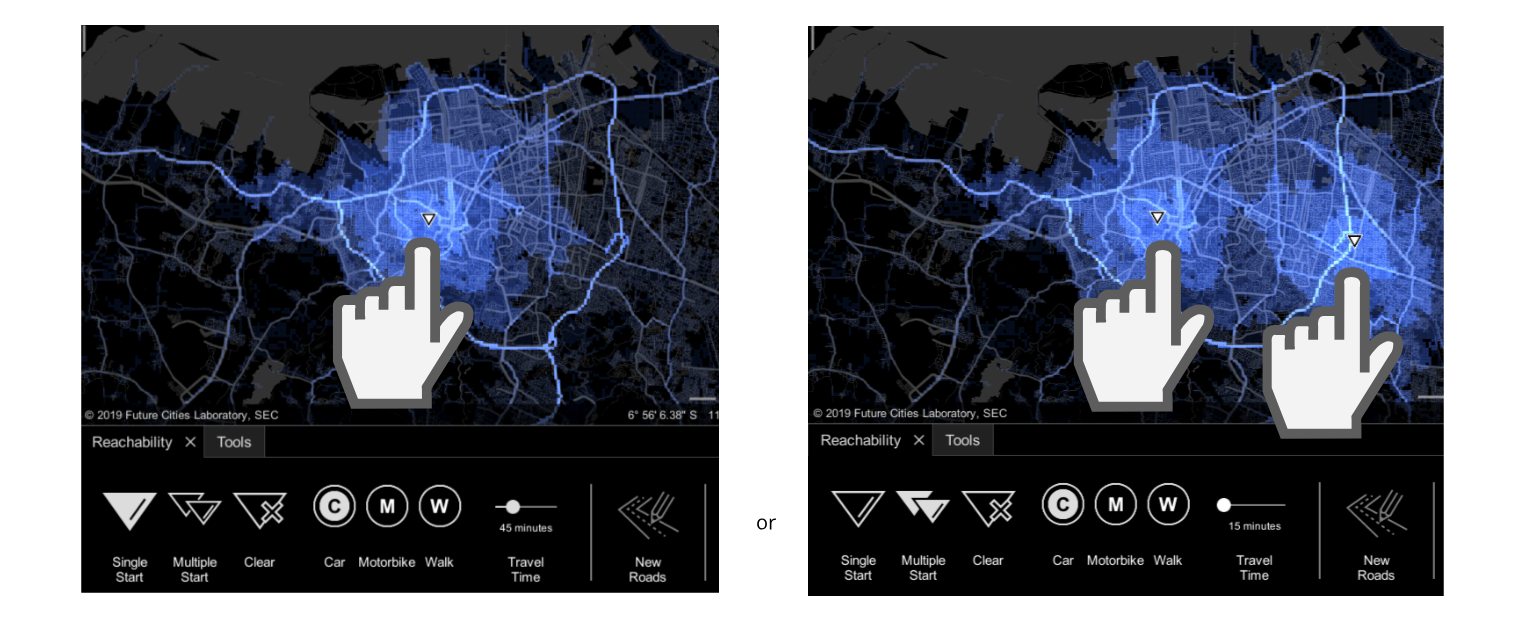 © 2019 Future Cities Laboratory, SEC
6° 56' 6.38" S 11
Reachability ×
Tools
C
M
W
45 minutes
Single
Start
Multiple
Start
Clear
Car
Motorbike
Walk
Travel
Time
New
Roads
or
© 2019 Future Cities Laboratory, SEC
Reachability ×
Tools
C
M
W
15 minutes
Single
Start
Multiple
Start
Clear
Car
Motorbike
Walk
Travel
Time
New
Roads